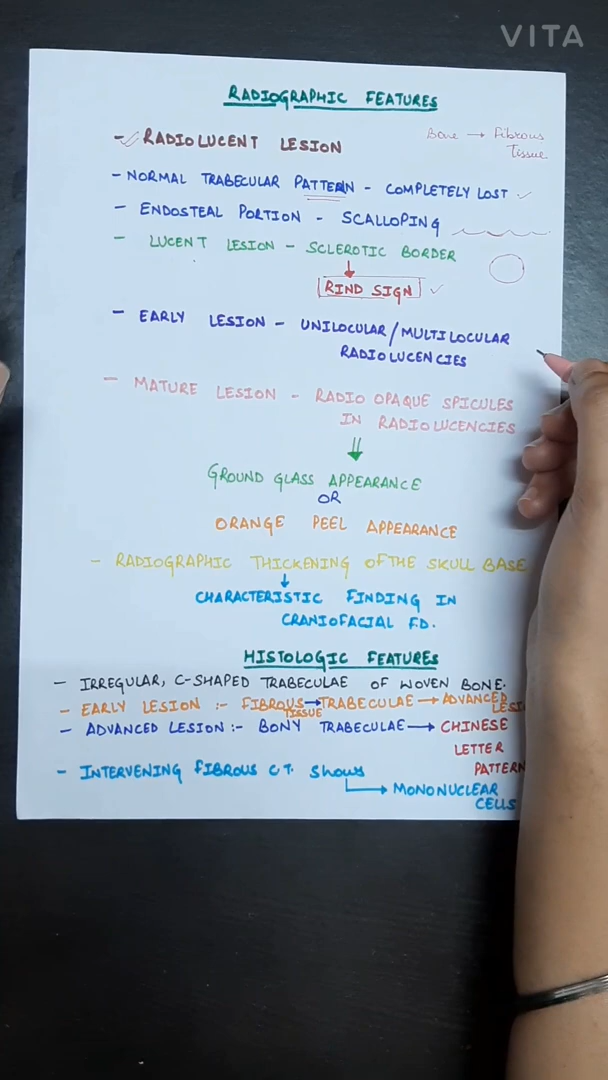 VITA
RADIOGRAPHIC FEATURES
- RADIOLUCENT LESION
Bone → Fibrous
Tissue
- NORMAL TRABECULAR PATTERN - COMPLETELY LOST
- ENDOSTEAL PORTION - SCALLOPING
- LUCENT LESION - SCLEROTIC BORDER
↓
RIND SIGN
- EARLY LESION - UNILOCULAR/MULTILOCULAR
RADIOLUCENCIES
- MATURE LESION - RADIO OPAQUE SPICULES
IN RADIOLUCENCIES
⇓
GROUND GLASS APPEARANCE
OR
ORANGE PEEL APPEARANCE
- RADIOGRAPHIC THICKENING OF THE SKULL BASE
↓
CHARACTERISTIC FINDING IN
CRANIOFACIAL F.D.
HISTOLOGIC FEATURES
- IRREGULAR, C-SHAPED TRABECULAE OF WOVEN BONE.
- EARLY LESION :- FIBROUS → TRABECULAE → ADVANCED
TISSUE
- ADVANCED LESION :- BONY TRABECULAE → CHINESE
LETTER
PATTERN
- INTERVENING FIBROUS C.T. Shows
→ MONONUCLEAR
CELLS